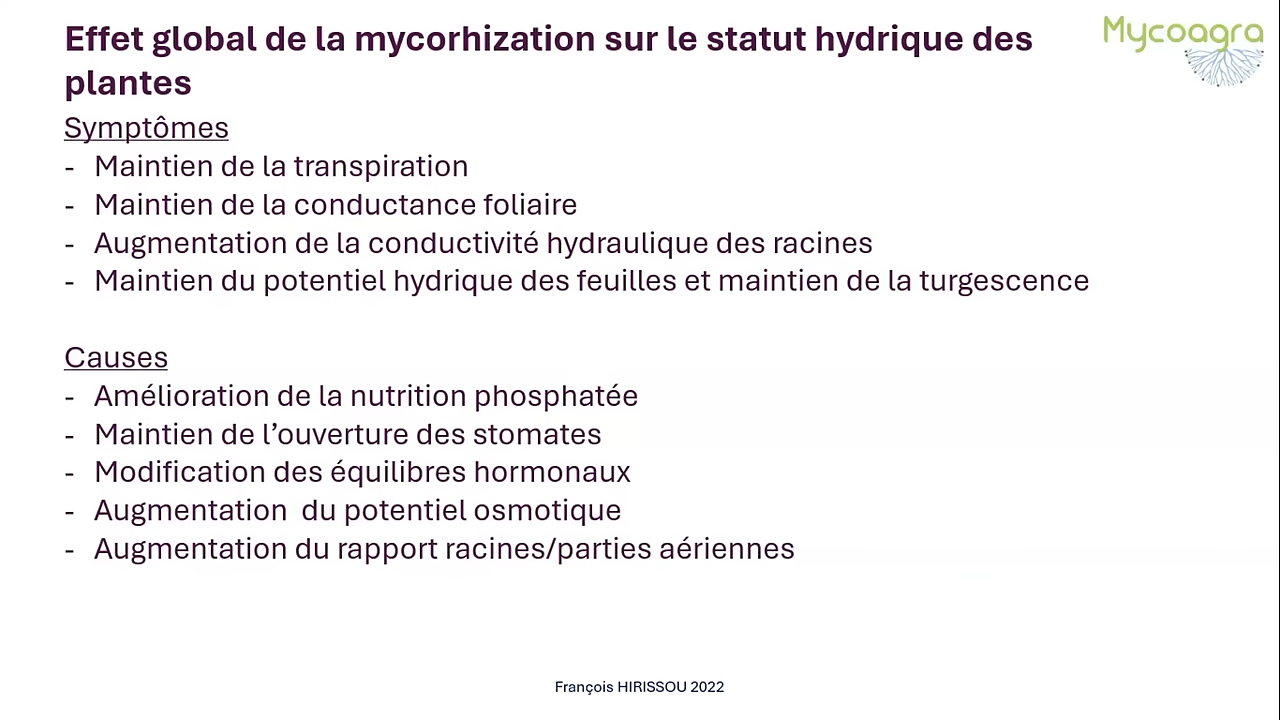 Effet global de la mycorhization sur le statut hydrique des
plantes
Mycoagra
Symptômes
- Maintien de la transpiration
- Maintien de la conductance foliaire
- Augmentation de la conductivité hydraulique des racines
- Maintien du potentiel hydrique des feuilles et maintien de la turgescence
Causes
- Amélioration de la nutrition phosphatée
- Maintien de l’ouverture des stomates
- Modification des équilibres hormonaux
- Augmentation  du potentiel osmotique
- Augmentation du rapport racines/parties aériennes
François HIRISSOU 2022